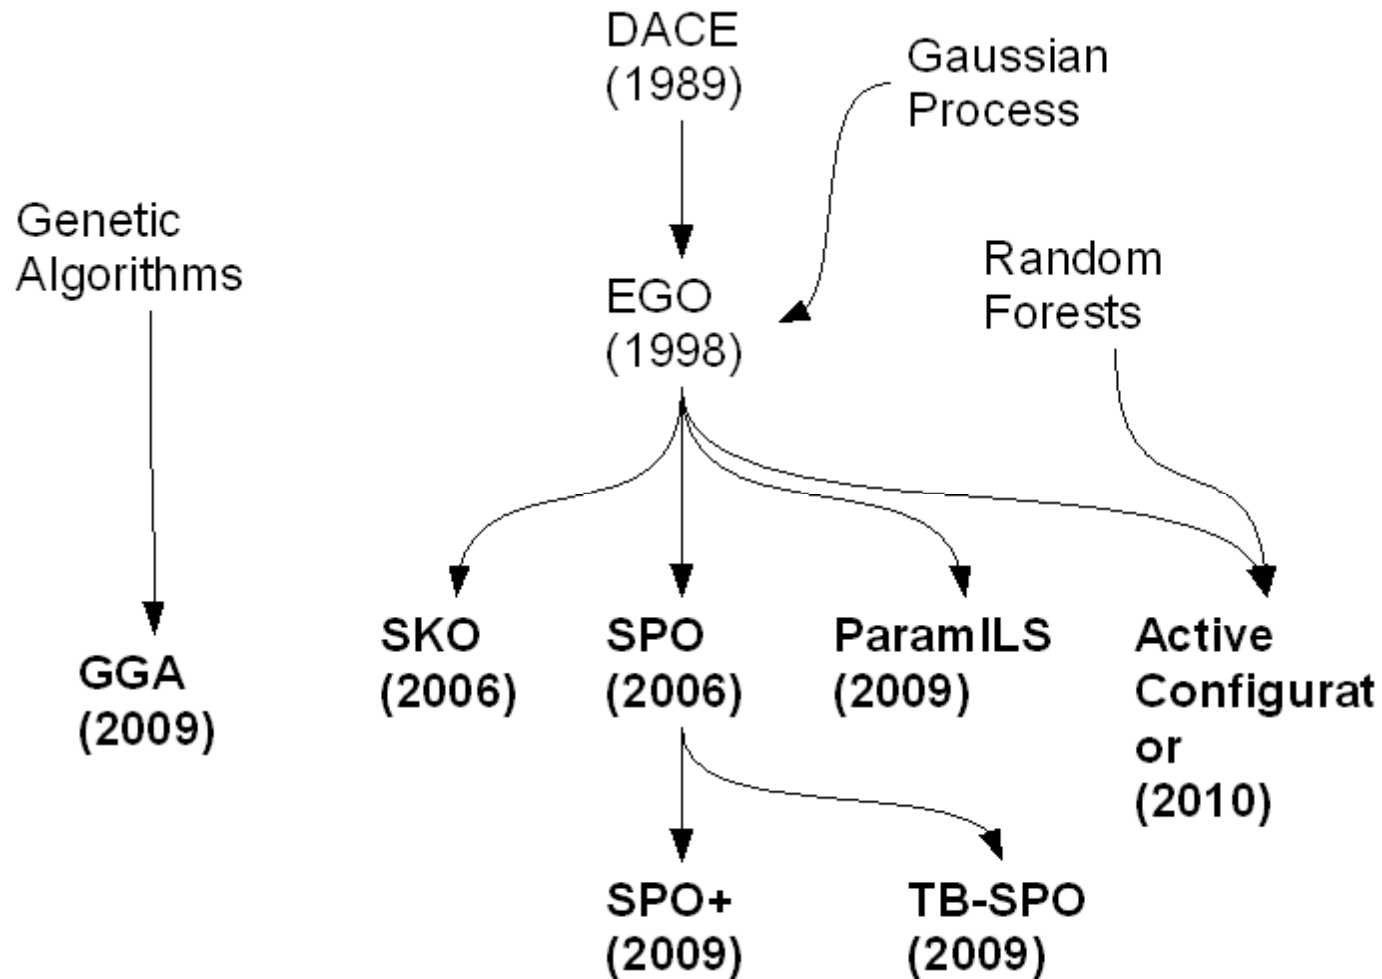 DACE
(1989)
Gaussian
Process
Genetic
Algorithms
Random
Forests
EGO
(1998)
GGA
(2009)
SKO
(2006)
SPO
(2006)
ParamILS
(2009)
Active
Configurat
or
(2010)
SPO+
(2009)
TB-SPO
(2009)